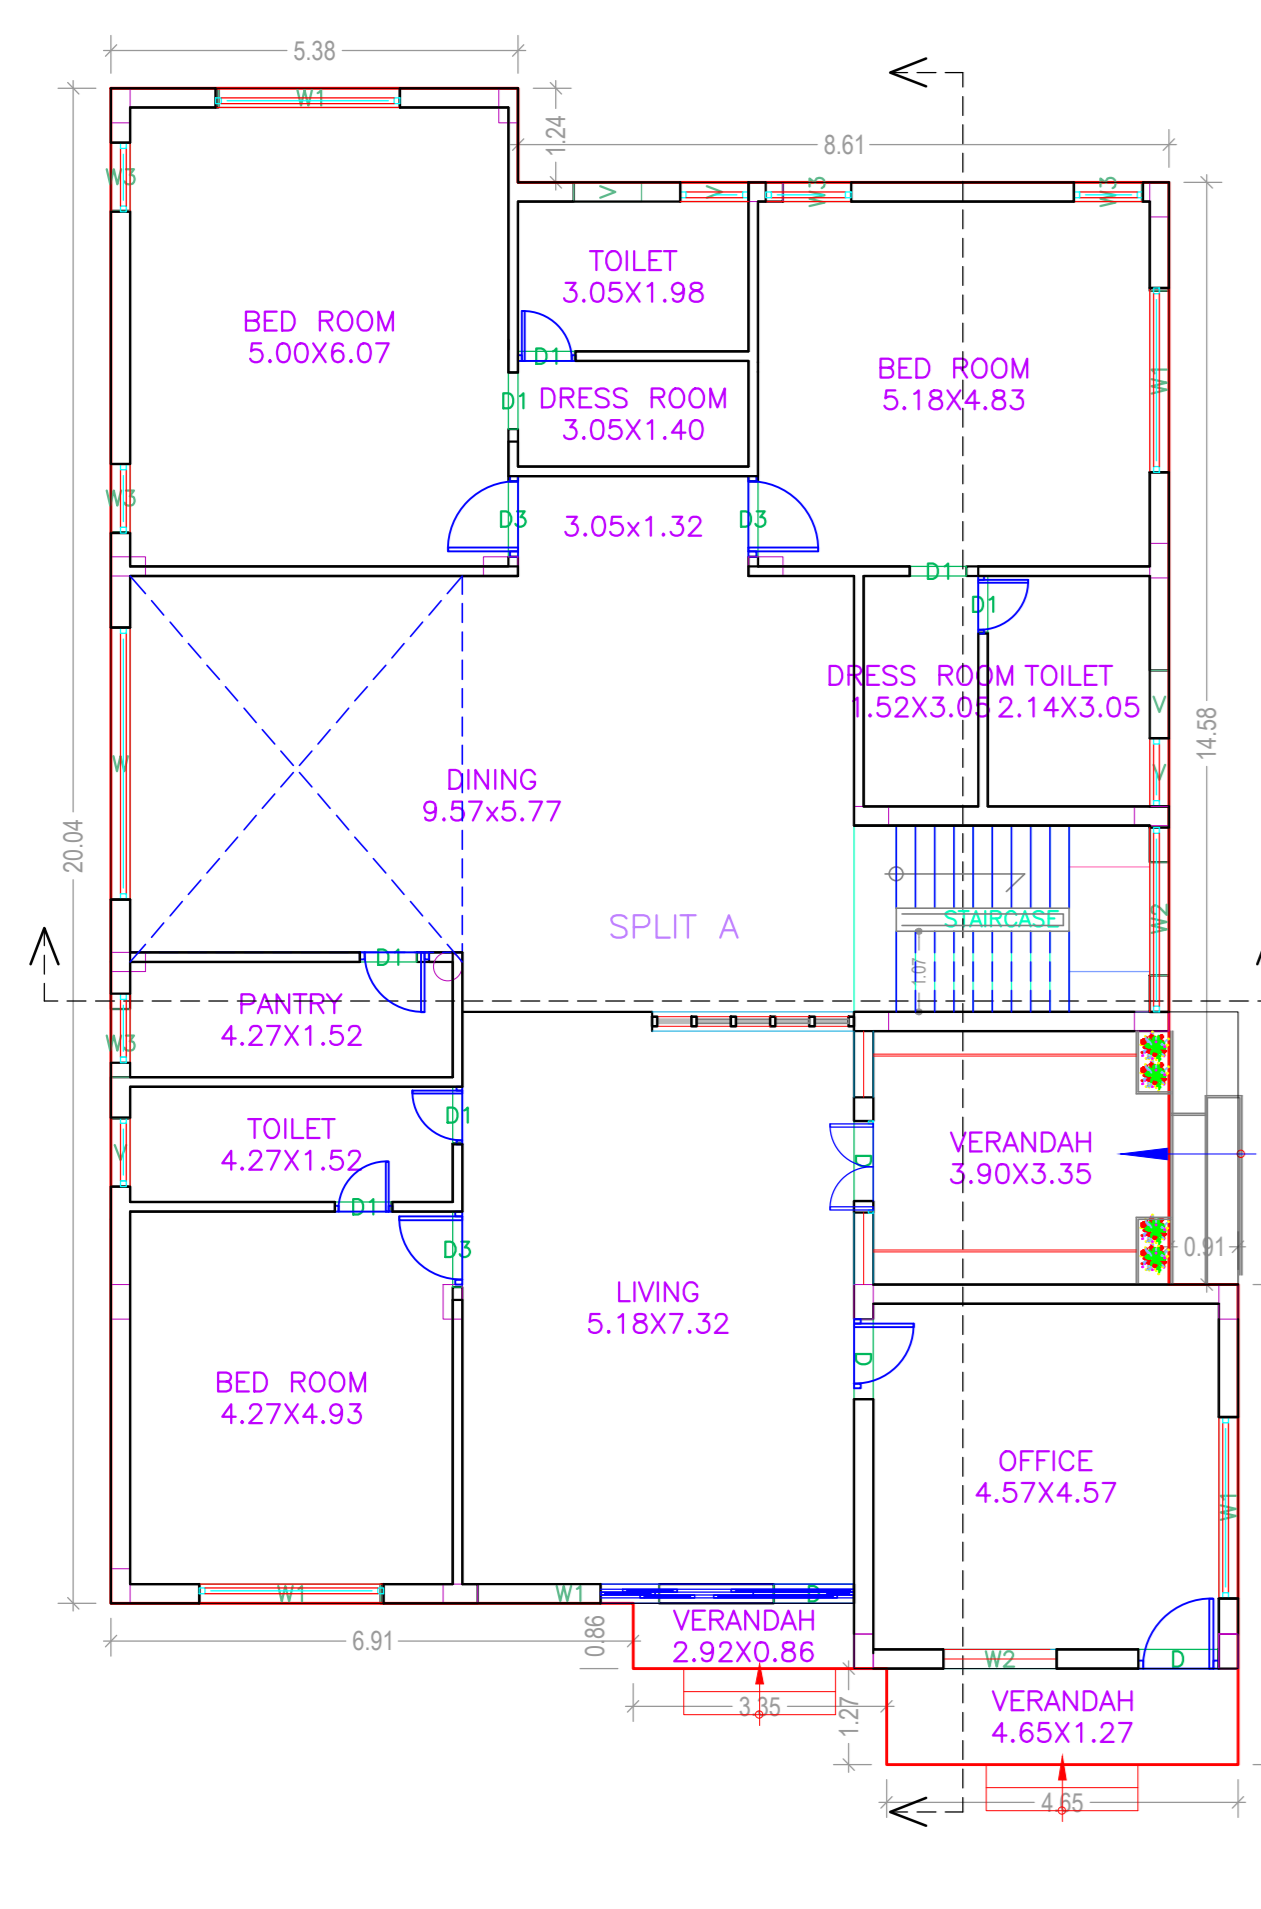 5.38
W1
1.24
8.61
W3
V
V
W3
W3
TOILET
3.05X1.98
BED ROOM
5.00X6.07
D1
BED ROOM
5.18X4.83
W1
D1
DRESS ROOM
3.05X1.40
W3
D3
3.05x1.32
D3
D1
D1
DRESS ROOM
1.52X3.05
TOILET
2.14X3.05
V
14.58
W
DINING
9.57x5.77
V
20.04
SPLIT A
STAIRCASE
W2
D1
1.07
PANTRY
4.27X1.52
W3
D1
TOILET
4.27X1.52
V
D
VERANDAH
3.90X3.35
D1
D3
0.91
LIVING
5.18X7.32
D
BED ROOM
4.27X4.93
OFFICE
4.57X4.57
W1
W1
W1
D
VERANDAH
2.92X0.86
6.91
0.86
W2
D
3.35
1.27
VERANDAH
4.65X1.27
4.65